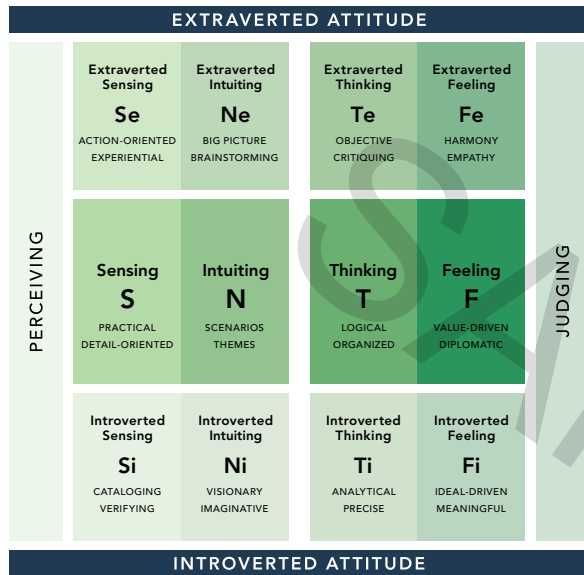 EXTRAVERTED ATTITUDE
PERCEIVING
Extraverted
Sensing
Se
ACTION-ORIENTED
EXPERIENTIAL
Extraverted
Intuiting
Ne
BIG PICTURE
BRAINSTORMING
Extraverted
Thinking
Te
OBJECTIVE
CRITIQUING
Extraverted
Feeling
Fe
HARMONY
EMPATHY
Sensing
S
PRACTICAL
DETAIL-ORIENTED
Intuiting
N
SCENARIOS
THEMES
Thinking
T
LOGICAL
ORGANIZED
Feeling
F
VALUE-DRIVEN
DIPLOMATIC
Introverted
Sensing
Si
CATALOGING
VERIFYING
Introverted
Intuiting
Ni
VISIONARY
IMAGINATIVE
Introverted
Thinking
Ti
ANALYTICAL
PRECISE
Introverted
Feeling
Fi
IDEAL-DRIVEN
MEANINGFUL
JUDGING
INTROVERTED ATTITUDE